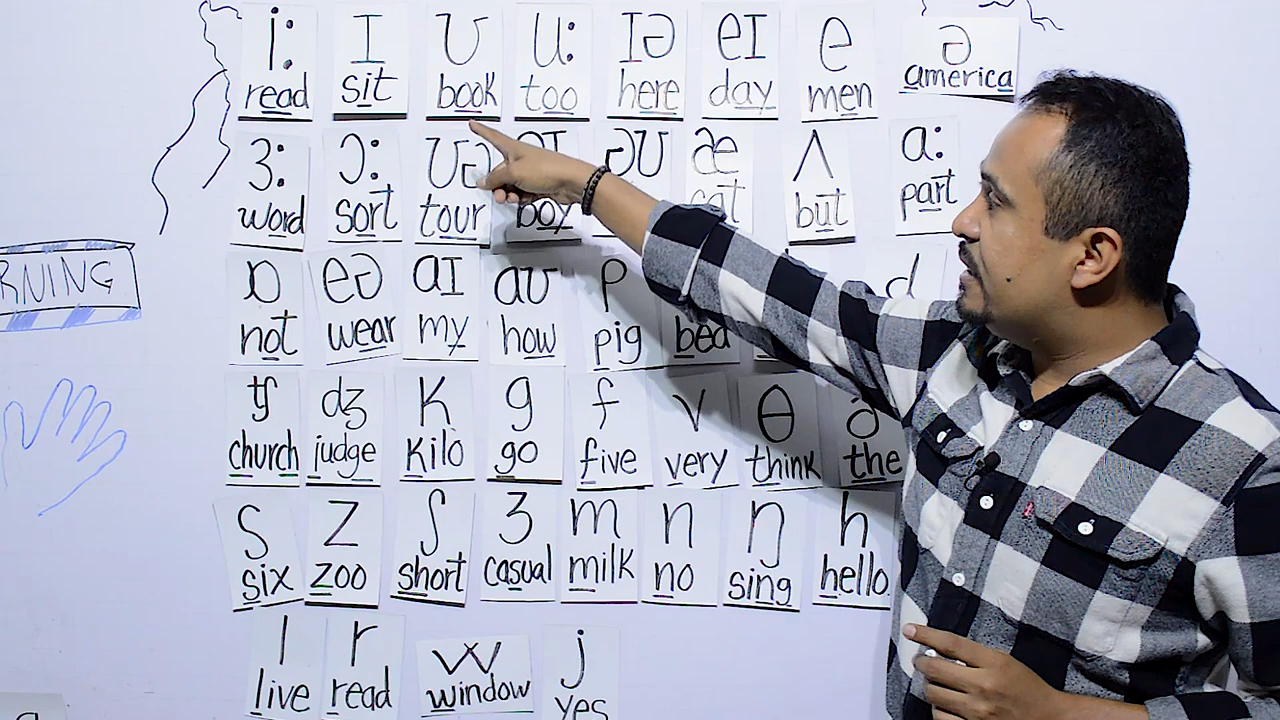 i: ɪ ʊ u: ɪə eɪ e ə
read sit book too here day men america
ɜ: ɔ: ʊə ɔɪ əʊ æ ʌ ɑ:
word sort tour boy cat but part
ɒ eə aɪ aʊ p d
not wear my how pig bed
tʃ dʒ k g f v θ ð
church judge kilo go five very think the
s z ʃ ʒ m n ŋ h
six zoo short casual milk no sing hello
l r w j
live read window yes
RNING